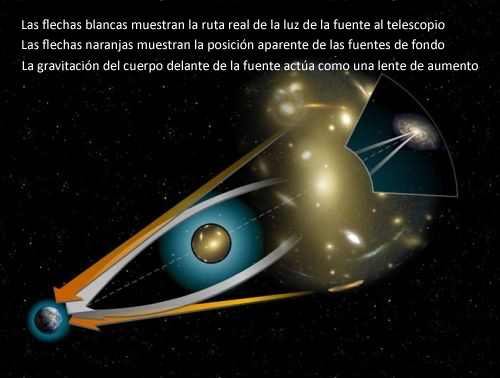 Las flechas blancas muestran la ruta real de la luz de la fuente al telescopio
Las flechas naranjas muestran la posición aparente de las fuentes de fondo
La gravitación del cuerpo delante de la fuente actúa como una lente de aumento